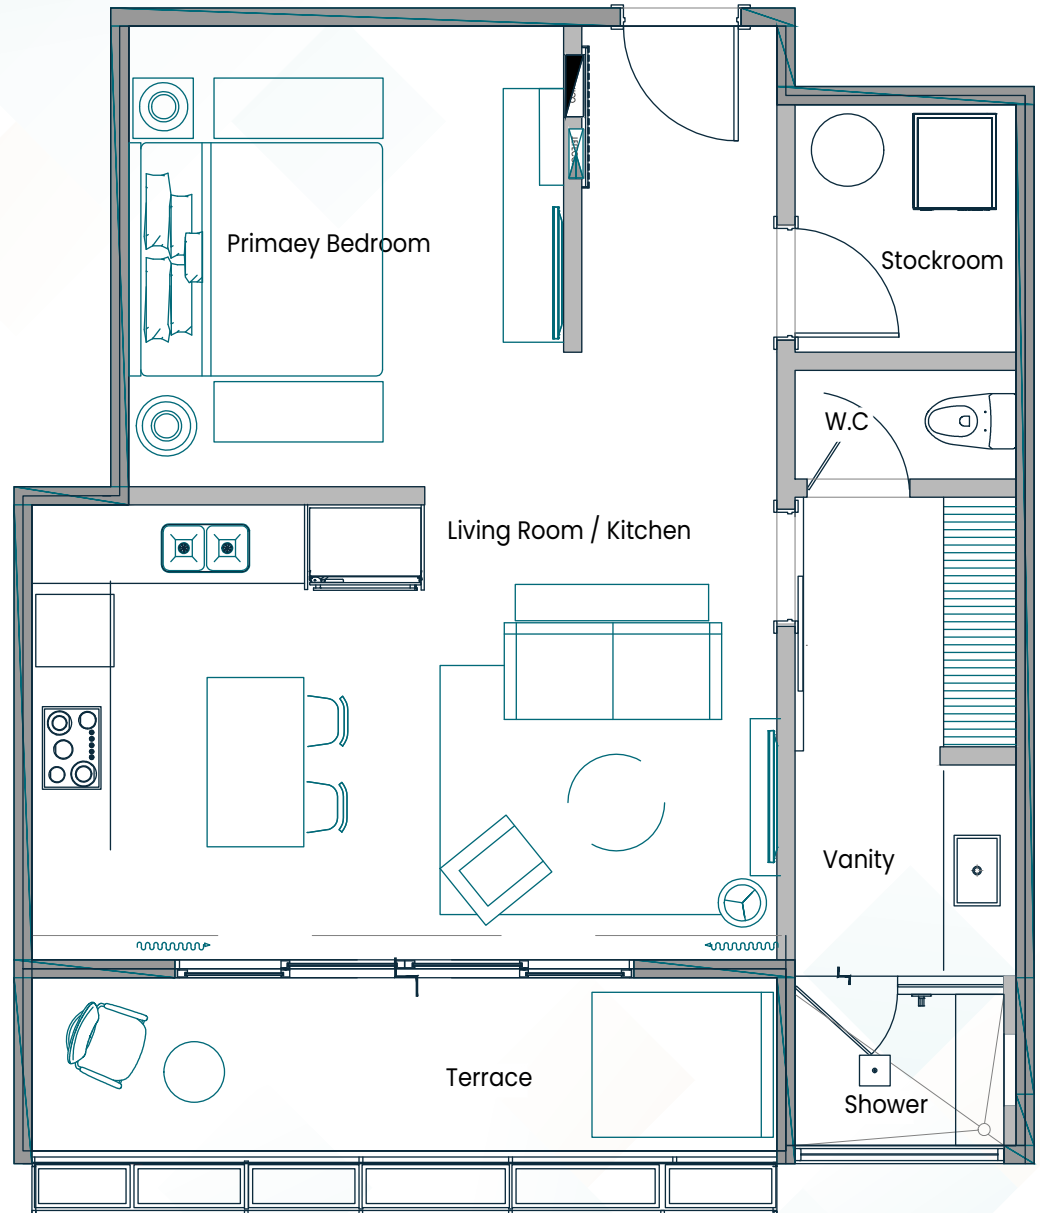 Primaey Bedroom
Stockroom
W.C
Living Room / Kitchen
Vanity
Terrace
Shower